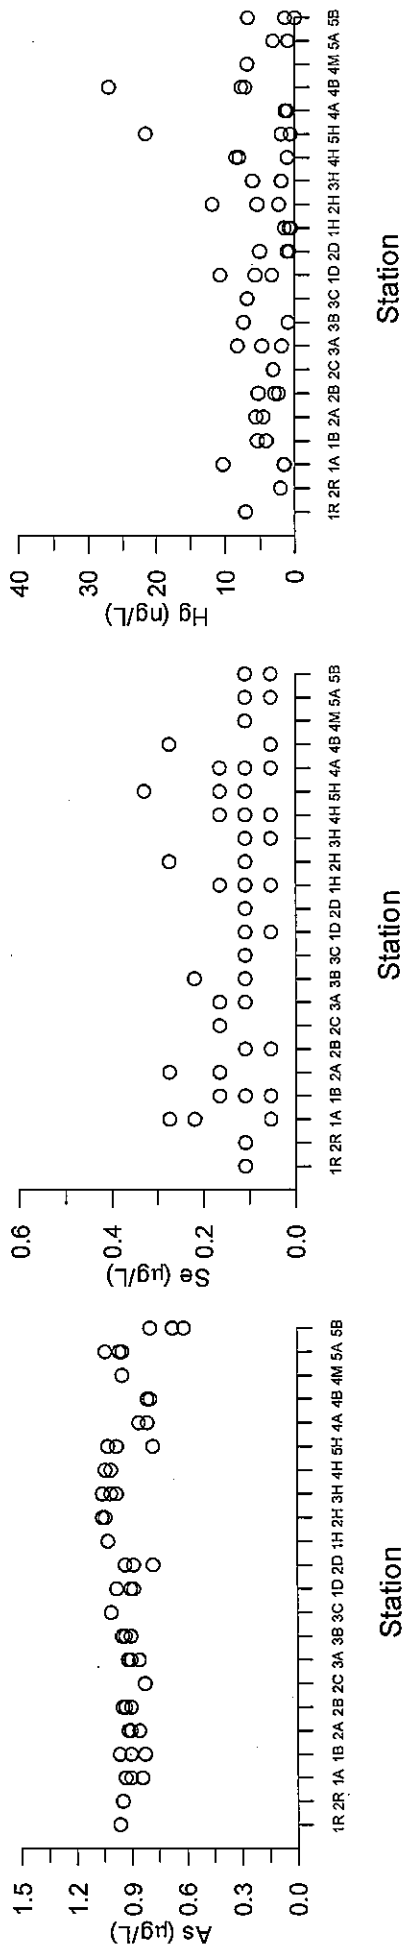 As (µg/L)
1.5
1.2
0.9
0.6
0.3
0.0
1R 2R 1A 1B 2A 2B 2C 3A 3B 3C 1D 2D 1H 2H 3H 4H 5H 4A 4B 4M 5A 5B
Station
Se (µg/L)
0.6
0.4
0.2
0.0
1R 2R 1A 1B 2A 2B 2C 3A 3B 3C 1D 2D 1H 2H 3H 4H 5H 4A 4B 4M 5A 5B
Station
Hg (ng/L)
40
30
20
10
0
1R 2R 1A 1B 2A 2B 2C 3A 3B 3C 1D 2D 1H 2H 3H 4H 5H 4A 4B 4M 5A 5B
Station